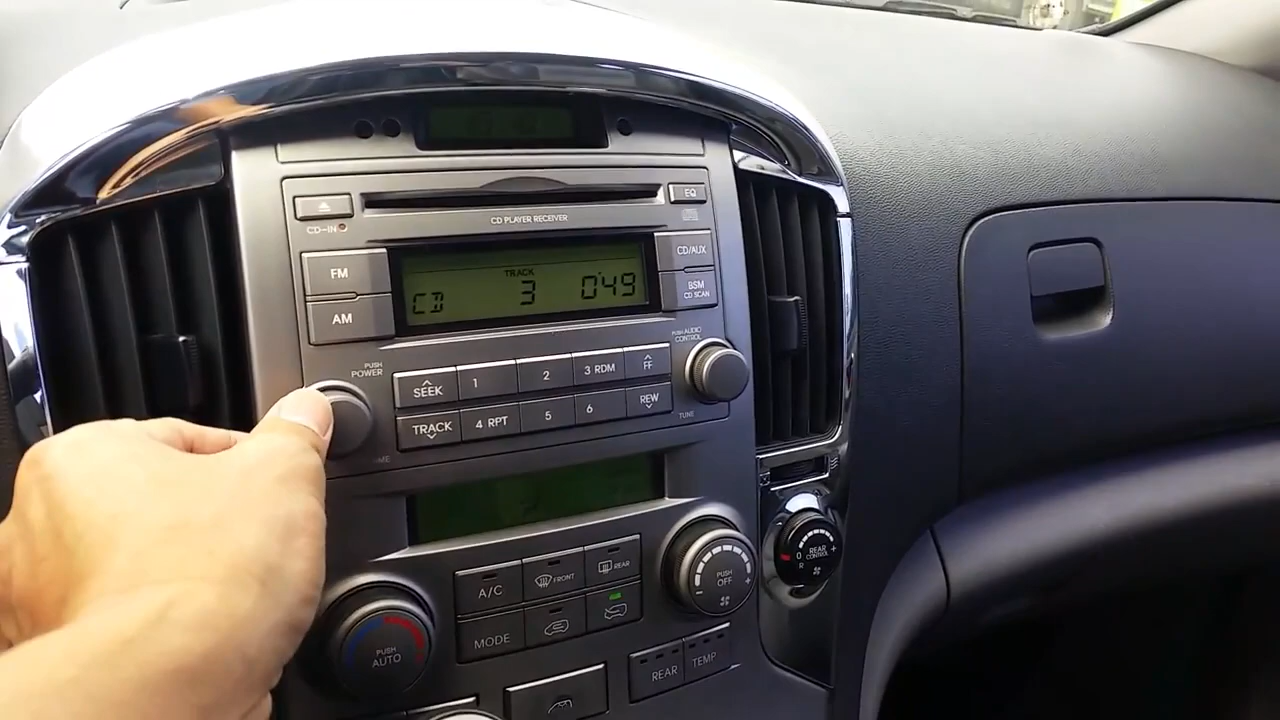 EQ
CD-IN
CD PLAYER RECEIVER
FM
AM
TRACK
CD 3 0:49
CD/AUX
BSM
CD SCAN
PUSH
POWER
PUSH AUDIO
CONTROL
SEEK
1
2
3 RDM
FF
TRACK
4 RPT
5
6
REW
TUNE
A/C
FRONT
REAR
MODE
PUSH
OFF
- +
REAR
CONTROL
0 +
R
PUSH
AUTO
REAR
TEMP